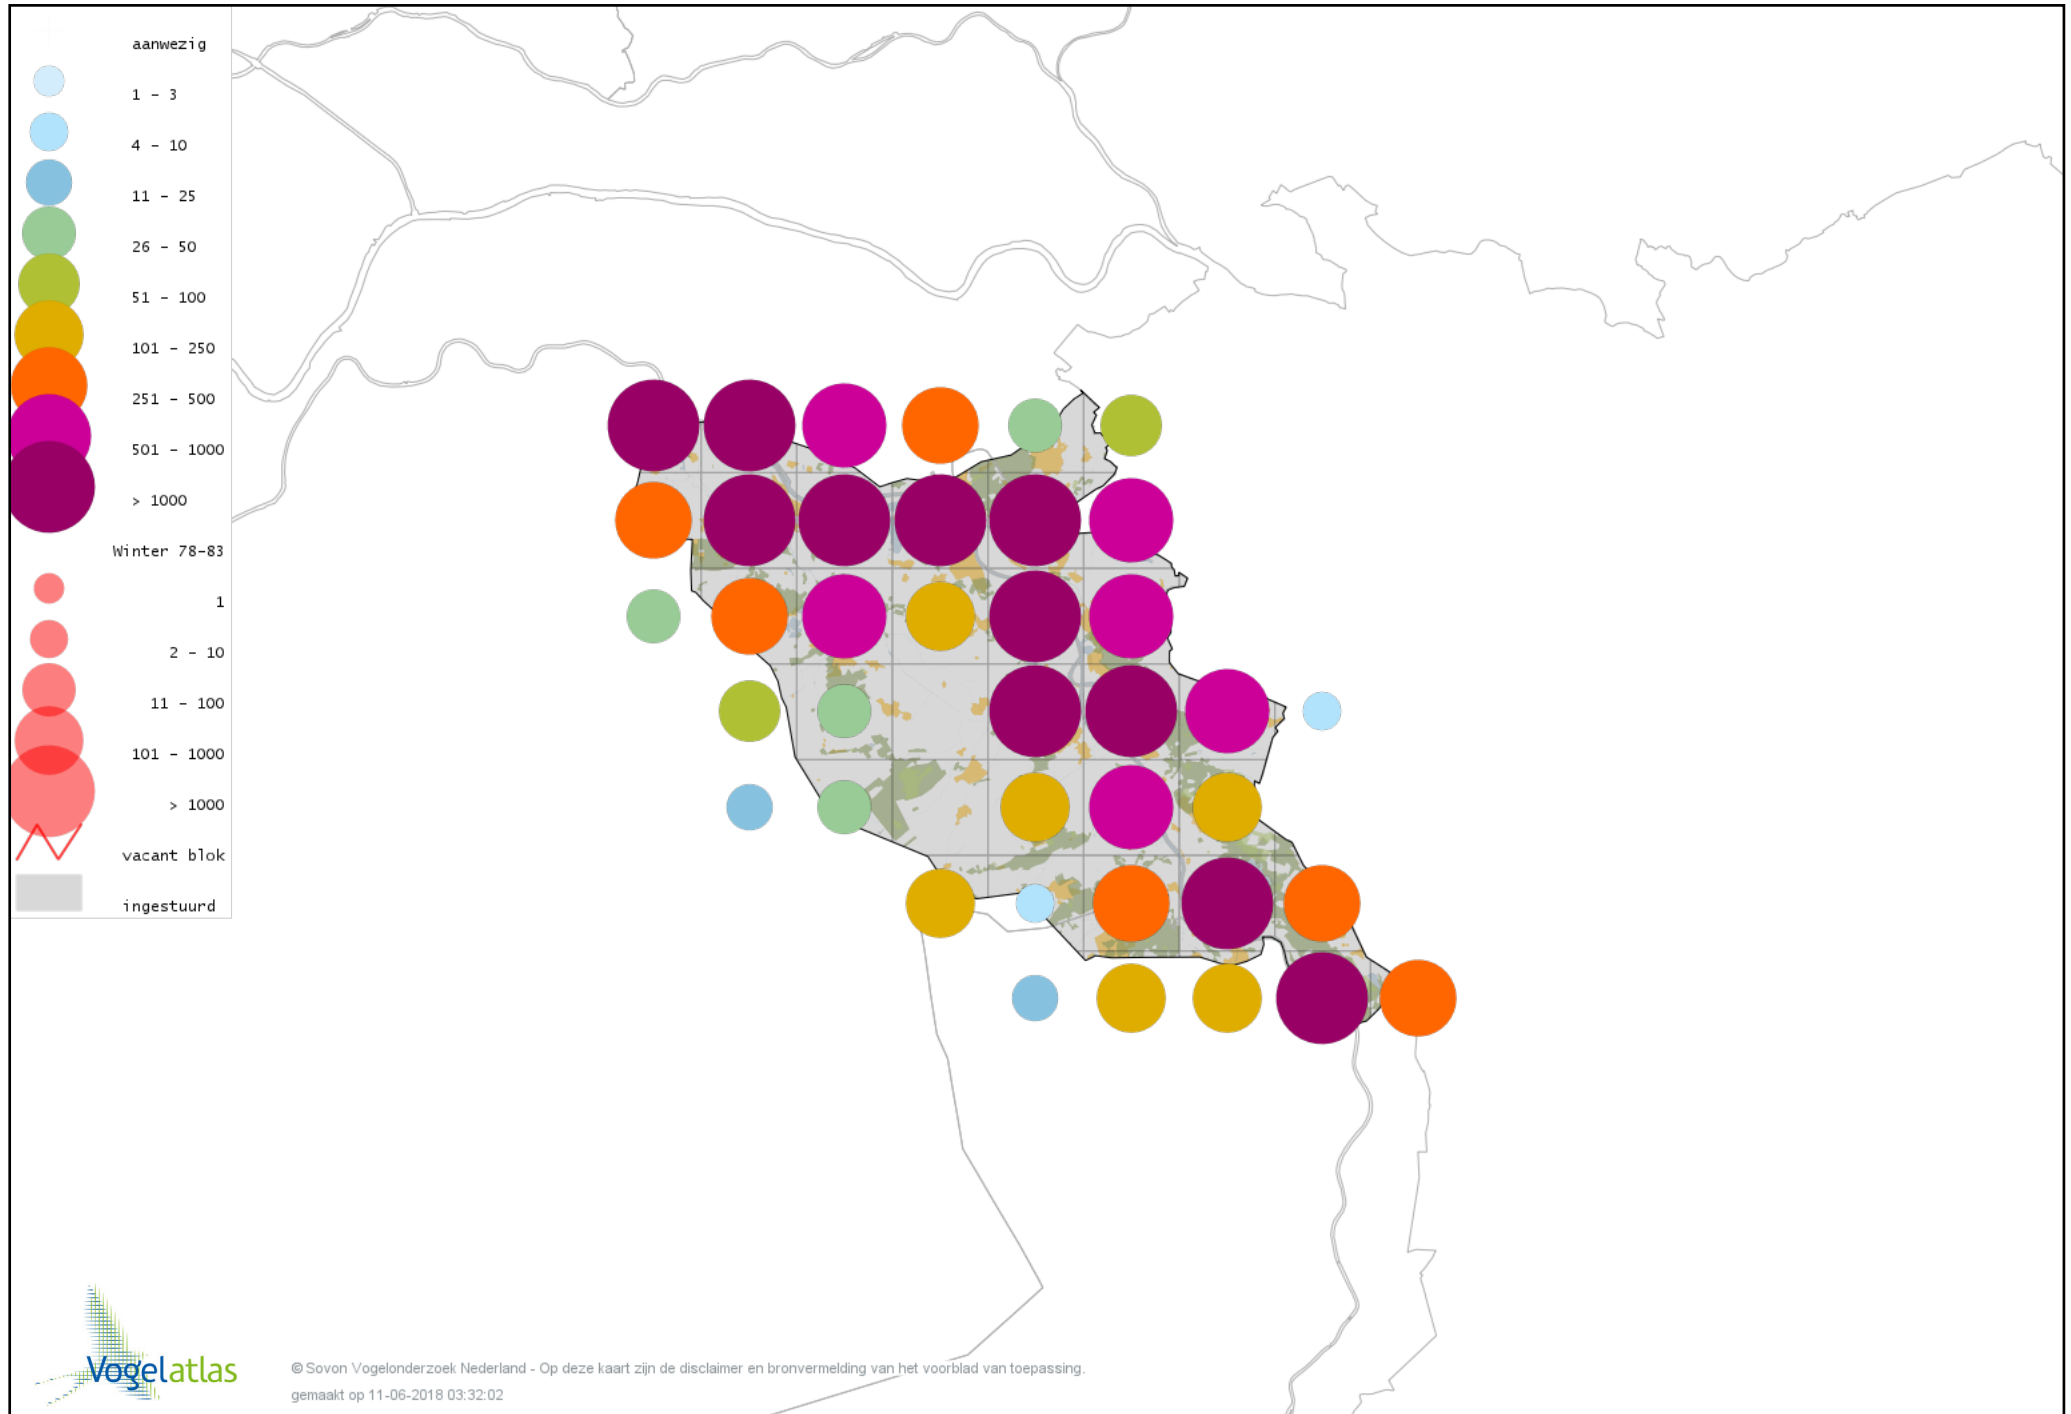 aanwezig
1 - 3
4 - 10
11 - 25
26 - 50
51 - 100
101 - 250
251 - 500
501 - 1000
> 1000
Winter 78-83
1
2 - 10
11 - 100
101 - 1000
> 1000
vacant blok
ingestuurd
Vogelatlas
© Sovon Vogelonderzoek Nederland - Op deze kaart zijn de disclaimer en bronvermelding van het voorblad van toepassing.
gemaakt op 11-06-2018 03:32:02